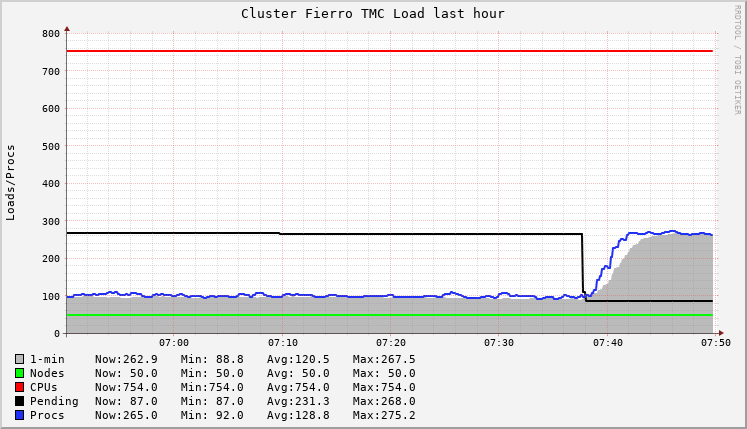 Cluster Fierro TMC Load last hour
RRDTOOL / TOBI OETIKER
Loads/Procs
800
700
600
500
400
300
200
100
0
07:00 07:10 07:20 07:30 07:40 07:50
1-min Now:262.9 Min: 88.8 Avg:120.5 Max:267.5
Nodes Now: 50.0 Min: 50.0 Avg: 50.0 Max: 50.0
CPUs Now:754.0 Min:754.0 Avg:754.0 Max:754.0
Pending Now: 87.0 Min: 87.0 Avg:231.3 Max:268.0
Procs Now:265.0 Min: 92.0 Avg:128.8 Max:275.2